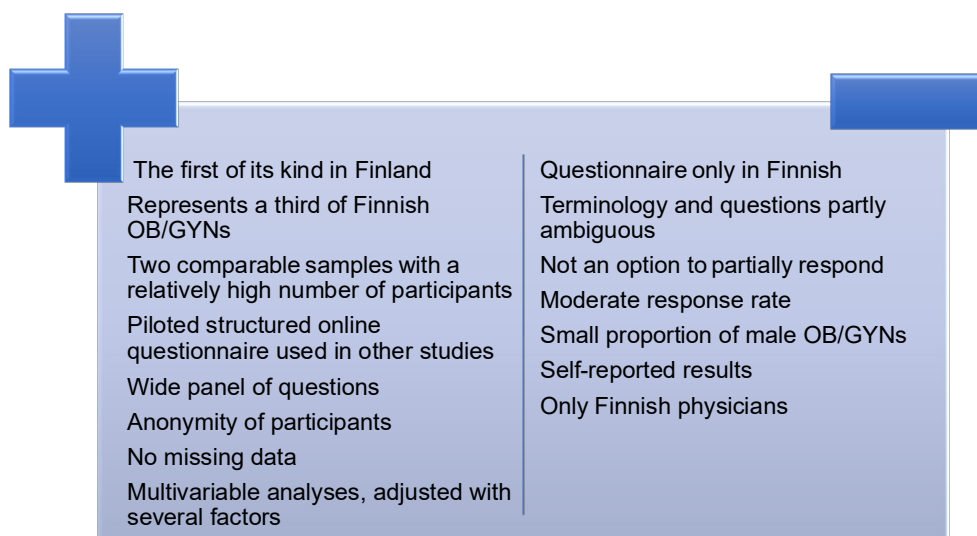 The first of its kind in Finland
Represents a third of Finnish
OB/GYNs
Two comparable samples with a
relatively high number of participants
Piloted structured online
questionnaire used in other studies
Wide panel of questions
Anonymity of participants
No missing data
Multivariable analyses, adjusted with
several factors
Questionnaire only in Finnish
Terminology and questions partly
ambiguous
Not an option to partially respond
Moderate response rate
Small proportion of male OB/GYNs
Self-reported results
Only Finnish physicians